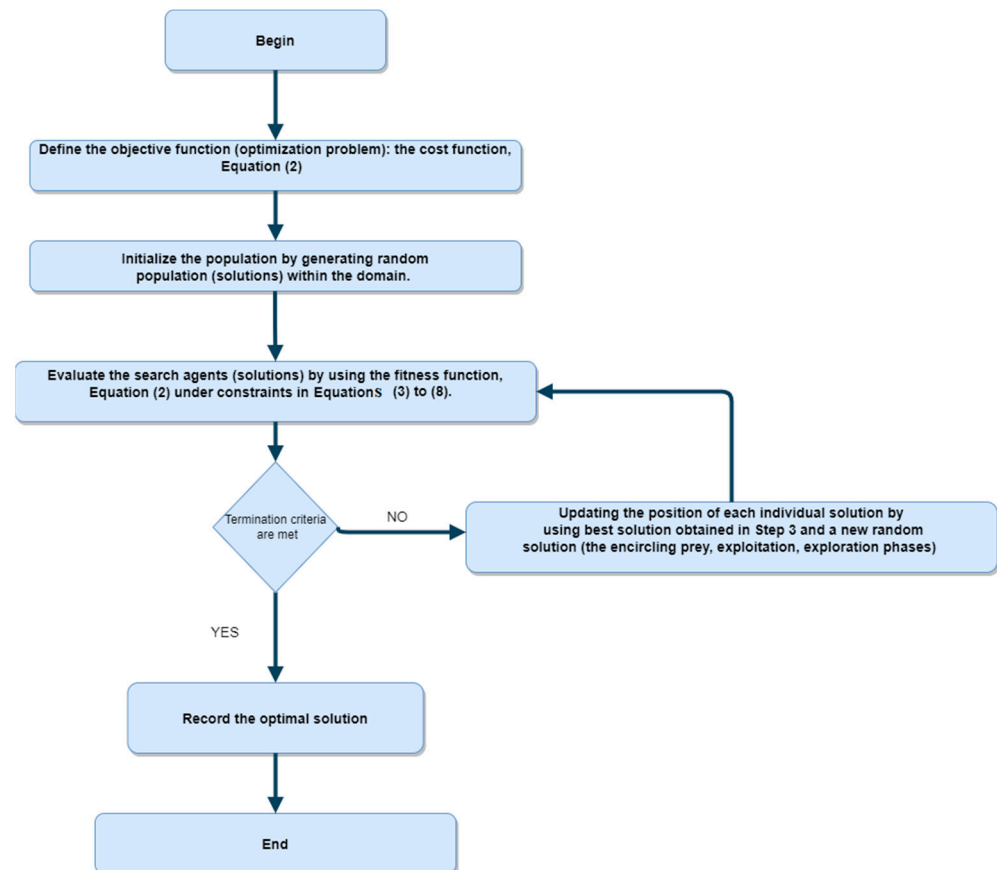 Begin
Define the objective function (optimization problem): the cost function,
Equation (2)
Initialize the population by generating random
population (solutions) within the domain.
Evaluate the search agents (solutions) by using the fitness function,
Equation (2) under constraints in Equations (3) to (8).
Termination criteria
are met
NO
Updating the position of each individual solution by
using best solution obtained in Step 3 and a new random
solution (the encircling prey, exploitation, exploration phases)
YES
Record the optimal solution
End